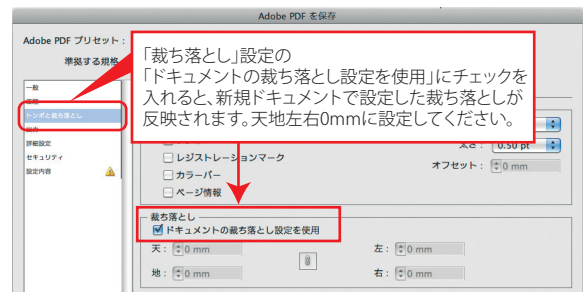 Adobe PDF を保存
Adobe PDF プリセット：
準拠する規格
「裁ち落とし」設定の
「ドキュメントの裁ち落とし設定を使用」にチェックを
入れると、新規ドキュメントで設定した裁ち落としが
反映されます。天地左右0mmに設定してください。
一般
トンボと裁ち落とし
出力
詳細設定
セキュリティ
設定内容
太さ： 0.50 pt
レジストレーションマーク
オフセット： 0 mm
カラーバー
ページ情報
裁ち落とし
ドキュメントの裁ち落とし設定を使用
天： 0 mm 左： 0 mm
地： 0 mm 右： 0 mm